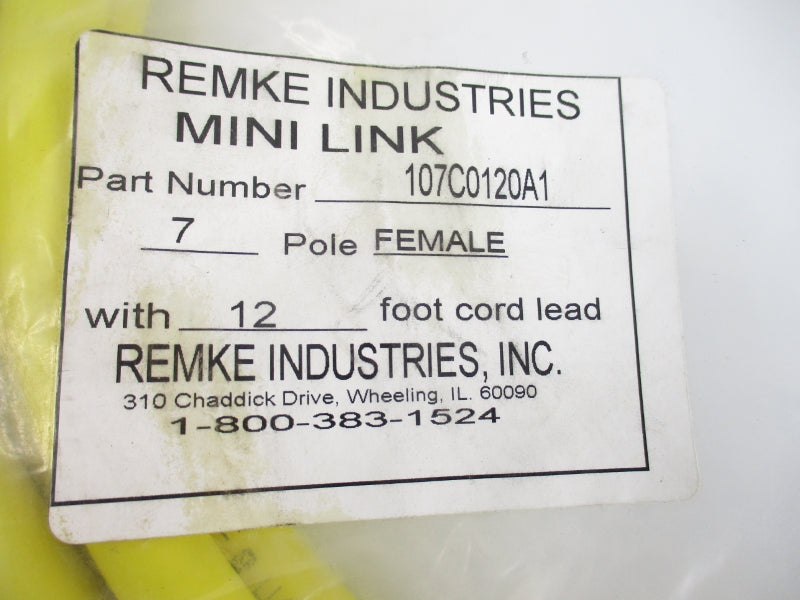 REMKE INDUSTRIES
MINI LINK
Part Number 107C0120A1
7 Pole FEMALE
with 12 foot cord lead
REMKE INDUSTRIES, INC.
310 Chaddick Drive, Wheeling, IL. 60090
1-800-383-1524